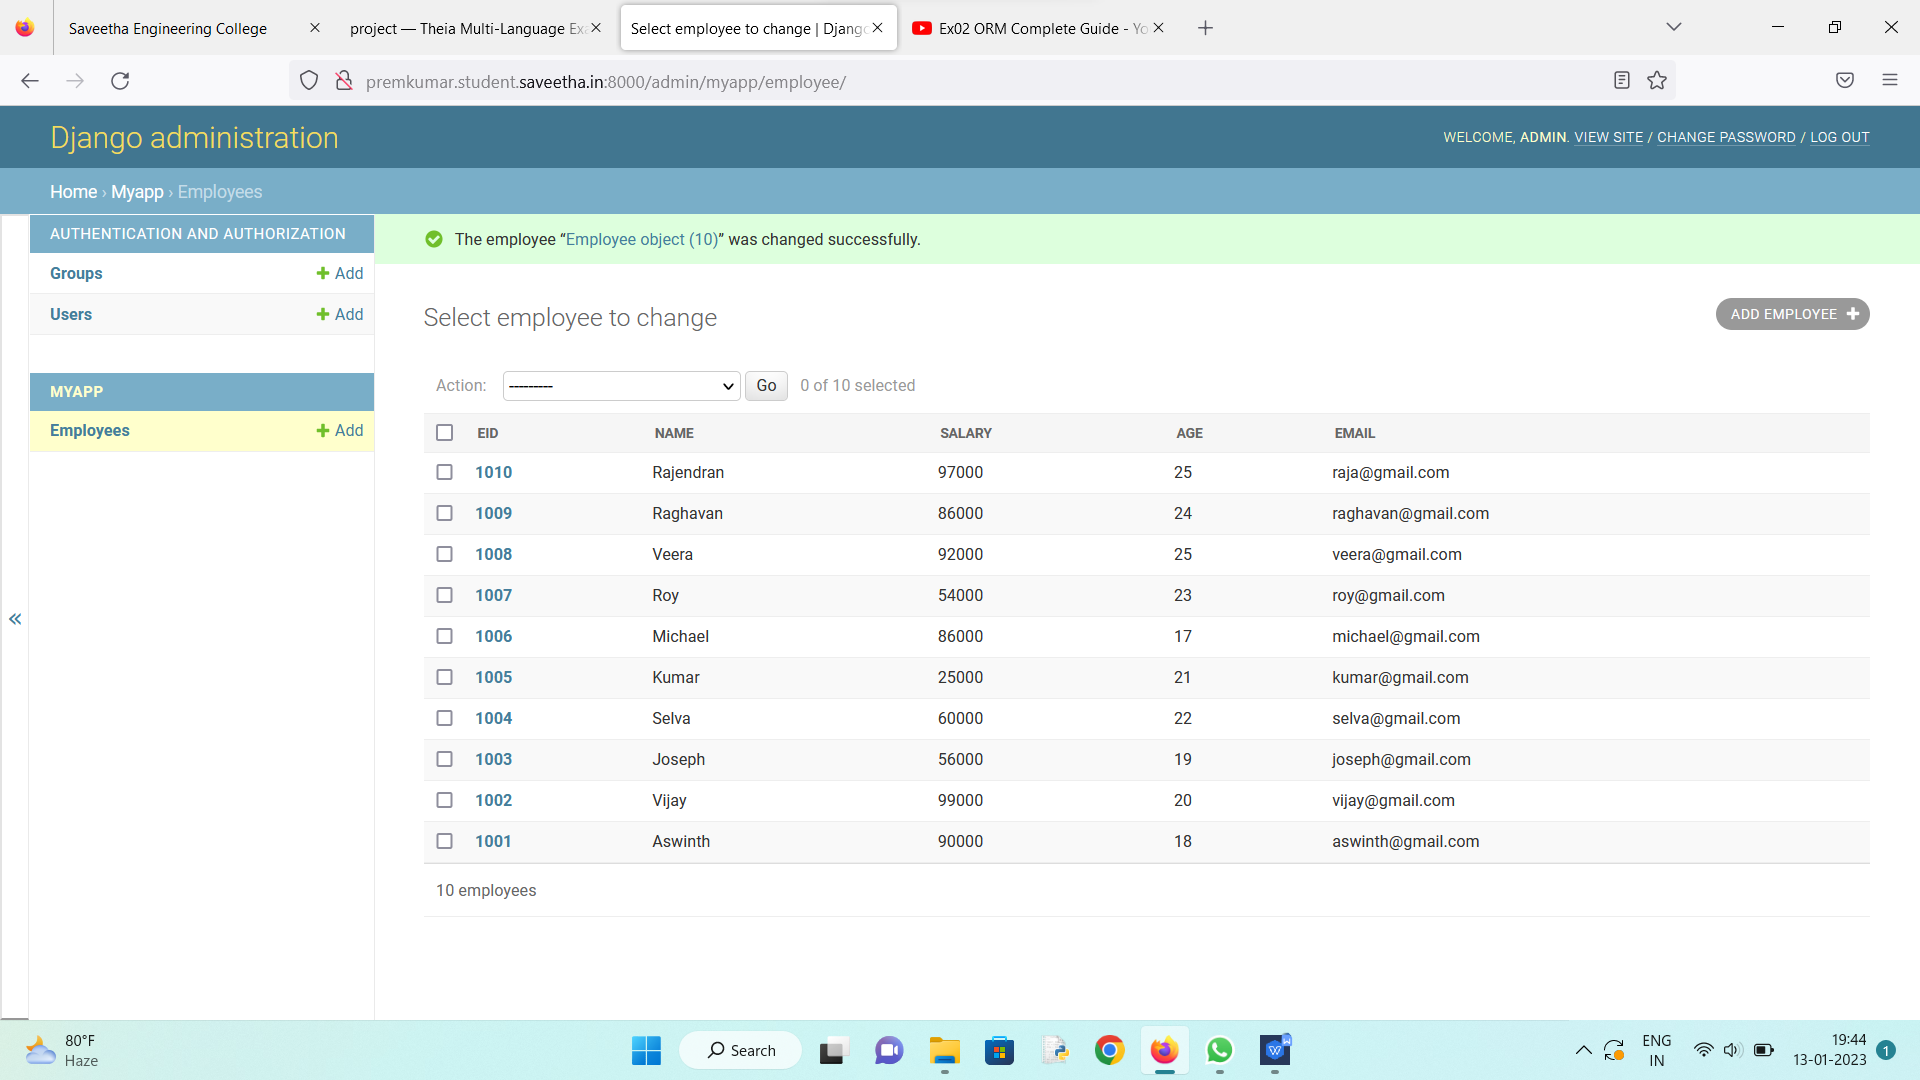 Saveetha Engineering College
project — Theia Multi-Language Ex
Select employee to change | Djang
Ex02 ORM Complete Guide - Yo
premkumar.student.saveetha.in:8000/admin/myapp/employee/
Django administration
WELCOME, ADMIN. VIEW SITE / CHANGE PASSWORD / LOG OUT
Home › Myapp › Employees
AUTHENTICATION AND AUTHORIZATION
Groups + Add
Users + Add
MYAPP
Employees + Add
«
The employee “Employee object (10)” was changed successfully.
Select employee to change
ADD EMPLOYEE +
Action: --------- Go 0 of 10 selected
EID NAME SALARY AGE EMAIL
1010 Rajendran 97000 25 raja@gmail.com
1009 Raghavan 86000 24 raghavan@gmail.com
1008 Veera 92000 25 veera@gmail.com
1007 Roy 54000 23 roy@gmail.com
1006 Michael 86000 17 michael@gmail.com
1005 Kumar 25000 21 kumar@gmail.com
1004 Selva 60000 22 selva@gmail.com
1003 Joseph 56000 19 joseph@gmail.com
1002 Vijay 99000 20 vijay@gmail.com
1001 Aswinth 90000 18 aswinth@gmail.com
10 employees
80°F
Haze
Search
ENG
IN
19:44
13-01-2023
1